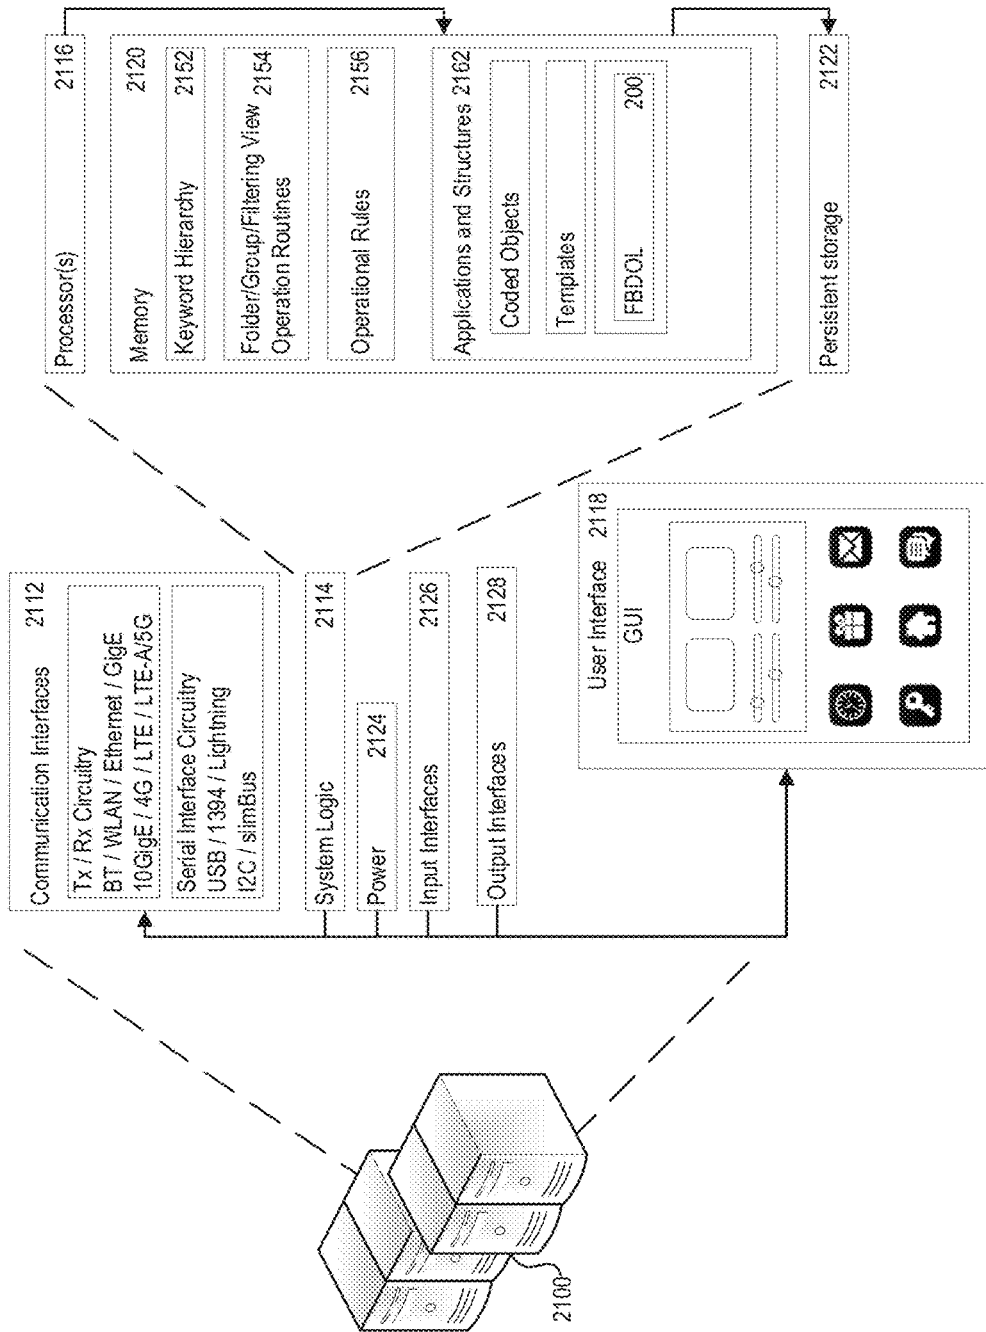 2100
Communication Interfaces 2112
Tx / Rx Circuitry
BT / WLAN / Ethernet / GigE
10GigE / 4G / LTE / LTE-A/5G
Serial Interface Circuitry
USB / 1394 / Lightning
I2C / slimBus
System Logic 2114
Power 2124
Input Interfaces 2126
Output Interfaces 2128
User Interface 2118
GUI
Processor(s) 2116
Memory 2120
Keyword Hierarchy 2152
Folder/Group/Filtering View 2154
Operation Routines
Operational Rules 2156
Applications and Structures 2162
Coded Objects
Templates
FBDOL 200
Persistent storage 2122